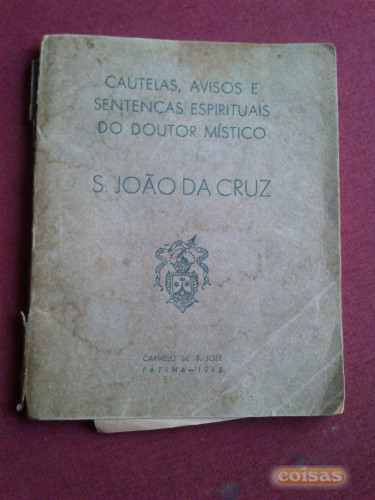 CAUTELAS, AVISOS E
SENTENÇAS ESPIRITUAIS
DO DOUTOR MÍSTICO
S. JOÃO DA CRUZ
CARMELO DE S. JOSÉ
FÁTIMA—1948
coisas